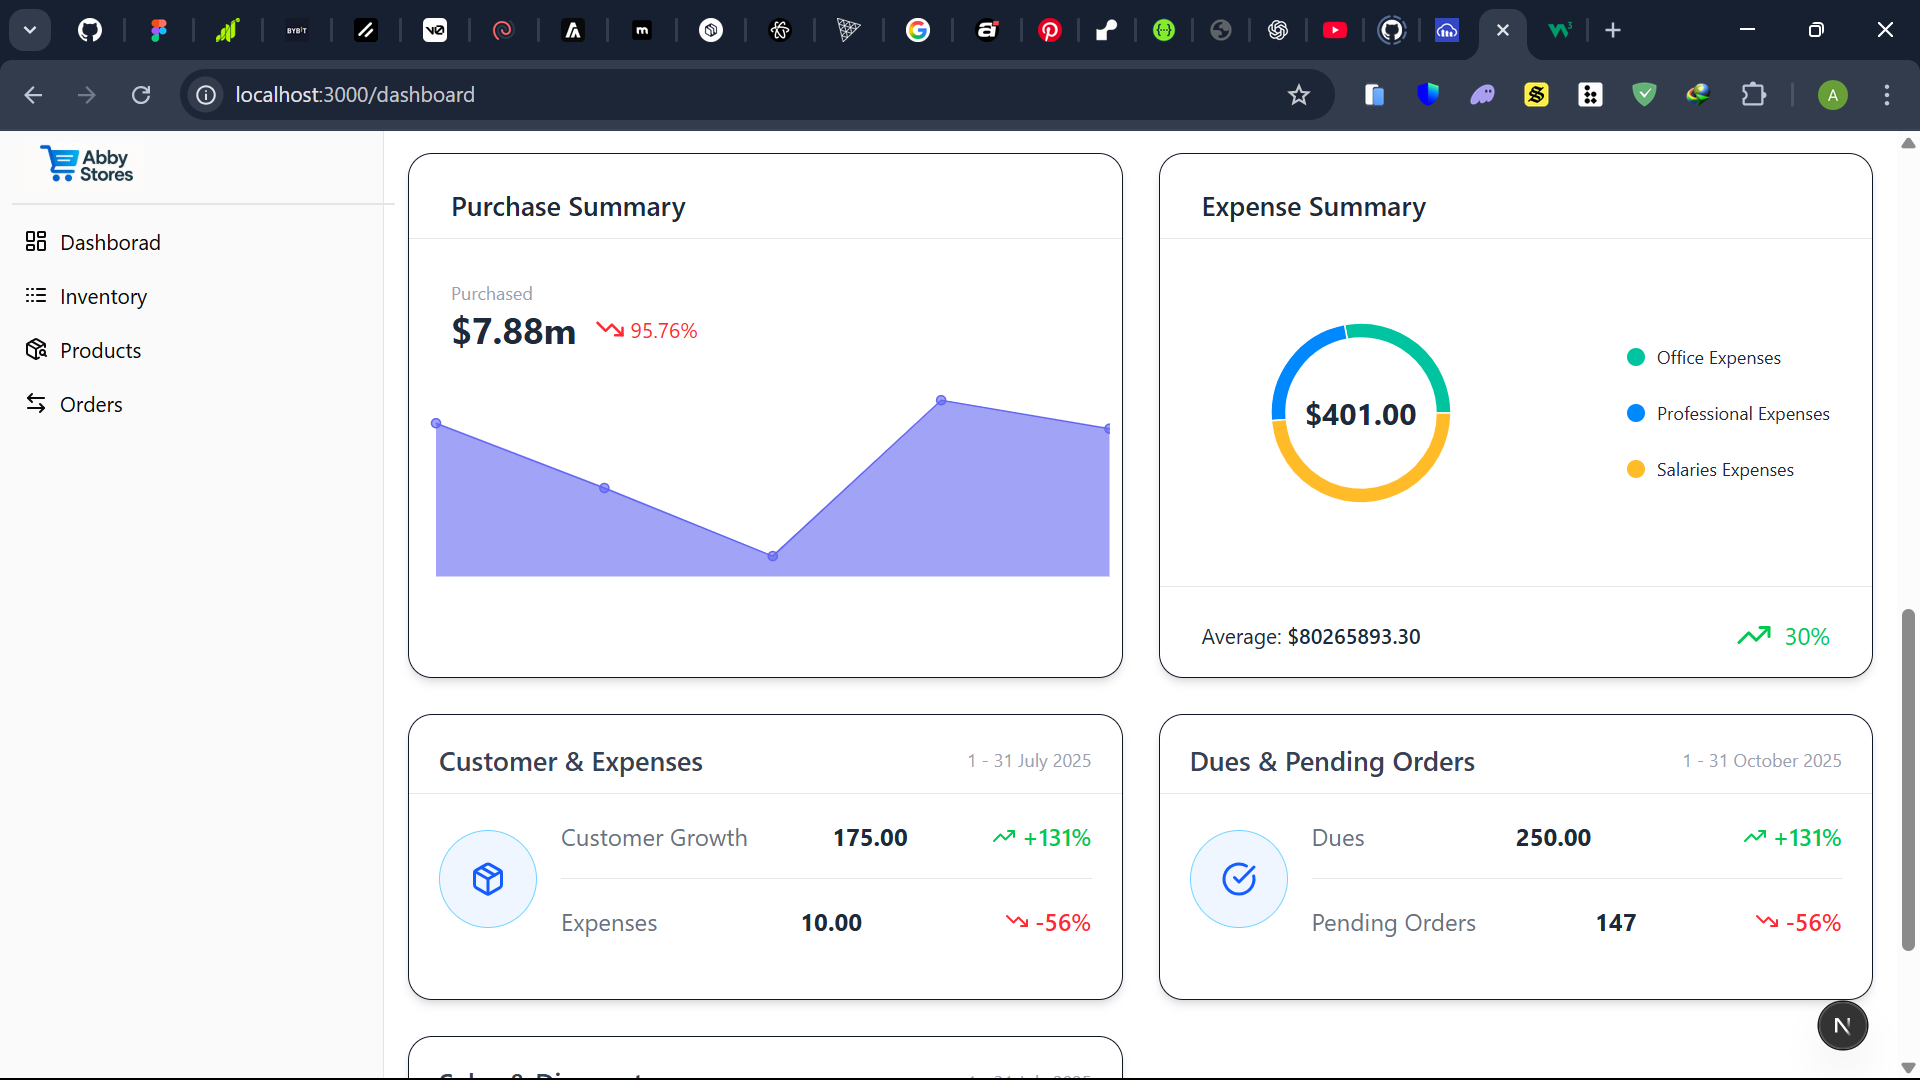 BYBIT
v0
m
ai
localhost:3000/dashboard
A
Abby
Stores
Dashborad
Inventory
Products
Orders
Purchase Summary
Purchased
$7.88m 95.76%
Expense Summary
$401.00
Office Expenses
Professional Expenses
Salaries Expenses
Average: $80265893.30
30%
Customer & Expenses
1 - 31 July 2025
Customer Growth 175.00 +131%
Expenses 10.00 -56%
Dues & Pending Orders
1 - 31 October 2025
Dues 250.00 +131%
Pending Orders 147 -56%
N